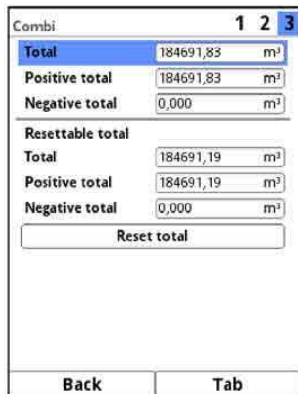 Combi 1 2 3
Total 184691,83 m³
Positive total 184691,83 m³
Negative total 0,000 m³
Resettable total
Total 184691,19 m³
Positive total 184691,19 m³
Negative total 0,000 m³
Reset total
Back Tab